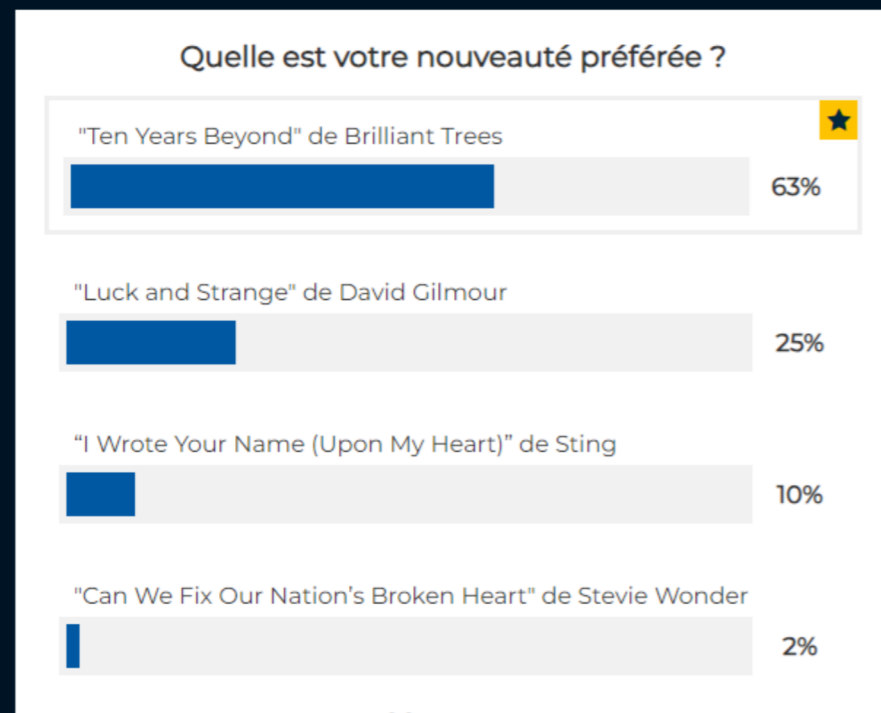 Quelle est votre nouveauté préférée ?
"Ten Years Beyond" de Brilliant Trees
63%
"Luck and Strange" de David Gilmour
25%
“I Wrote Your Name (Upon My Heart)” de Sting
10%
"Can We Fix Our Nation’s Broken Heart" de Stevie Wonder
2%